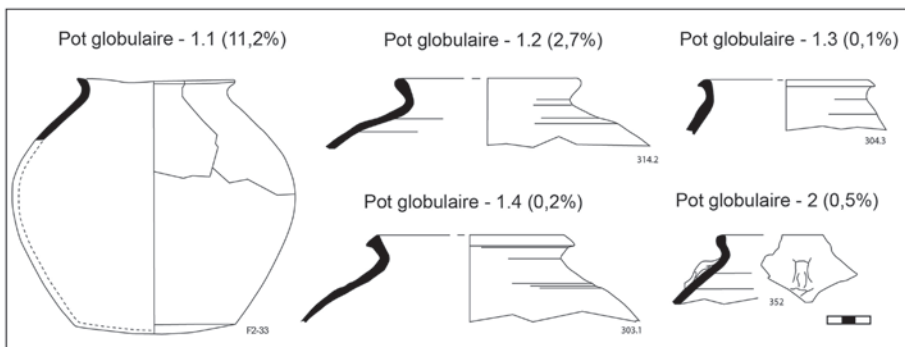 Pot globulaire - 1.1 (11,2%)
Pot globulaire - 1.2 (2,7%)
Pot globulaire - 1.3 (0,1%)
314.2
304.3
Pot globulaire - 1.4 (0,2%)
Pot globulaire - 2 (0,5%)
F2-33
303.1
352